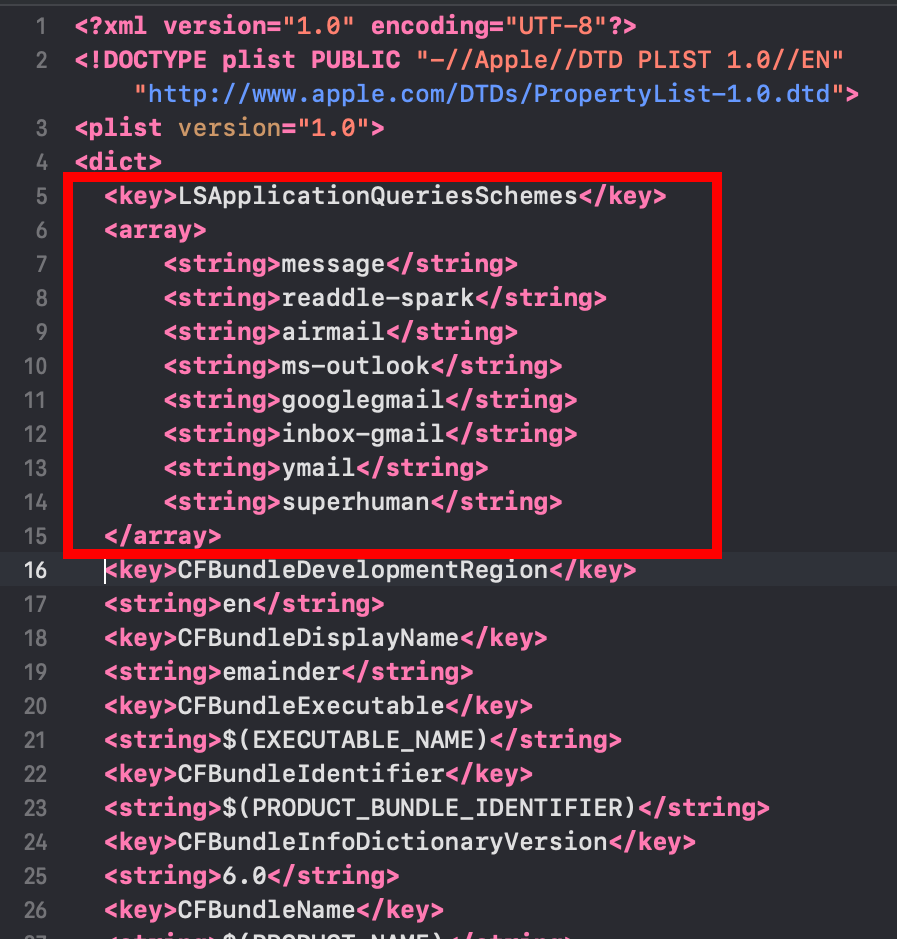 1 <?xml version="1.0" encoding="UTF-8"?>
2 <!DOCTYPE plist PUBLIC "-//Apple//DTD PLIST 1.0//EN"
"http://www.apple.com/DTDs/PropertyList-1.0.dtd">
3 <plist version="1.0">
4 <dict>
5 <key>LSApplicationQueriesSchemes</key>
6 <array>
7 <string>message</string>
8 <string>readdle-spark</string>
9 <string>airmail</string>
10 <string>ms-outlook</string>
11 <string>googlegmail</string>
12 <string>inbox-gmail</string>
13 <string>ymail</string>
14 <string>superhuman</string>
15 </array>
16 <key>CFBundleDevelopmentRegion</key>
17 <string>en</string>
18 <key>CFBundleDisplayName</key>
19 <string>emainder</string>
20 <key>CFBundleExecutable</key>
21 <string>$(EXECUTABLE_NAME)</string>
22 <key>CFBundleIdentifier</key>
23 <string>$(PRODUCT_BUNDLE_IDENTIFIER)</string>
24 <key>CFBundleInfoDictionaryVersion</key>
25 <string>6.0</string>
26 <key>CFBundleName</key>